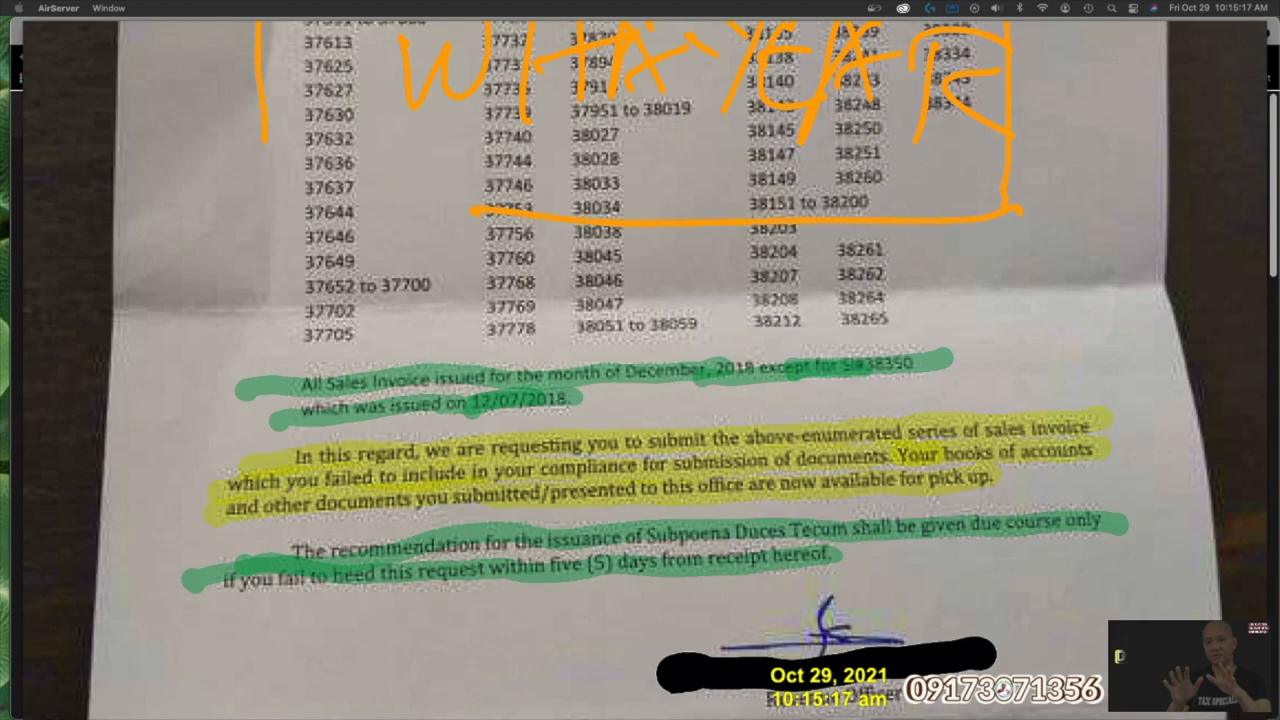 AirServer Window Fri Oct 29 10:15:17 AM
WHAT YEAR
37613
37625
37627 38140
37630 37951 to 38019 38248
37632 37740 38027 38145 38250
37636 37744 38028 38147 38251
37637 37746 38033 38149 38260
37644 38034 38151 to 38200
37646 37756 38038 38203
37649 37760 38045 38204 38261
37652 to 37700 37768 38046 38207 38262
37702 37769 38047 38208 38264
37705 37778 38051 to 38059 38212 38265
All Sales Invoice issued for the month of December, 2018 except for SI#38350
which was issued on 12/07/2018.
In this regard, we are requesting you to submit the above-enumerated series of sales invoice
which you failed to include in your compliance for submission of documents. Your books of accounts
and other documents you submitted/presented to this office are now available for pick up.
The recommendation for the issuance of Subpoena Duces Tecum shall be given due course only
if you fail to heed this request within five (5) days from receipt hereof.
Oct 29, 2021
10:15:17 am
09173071356